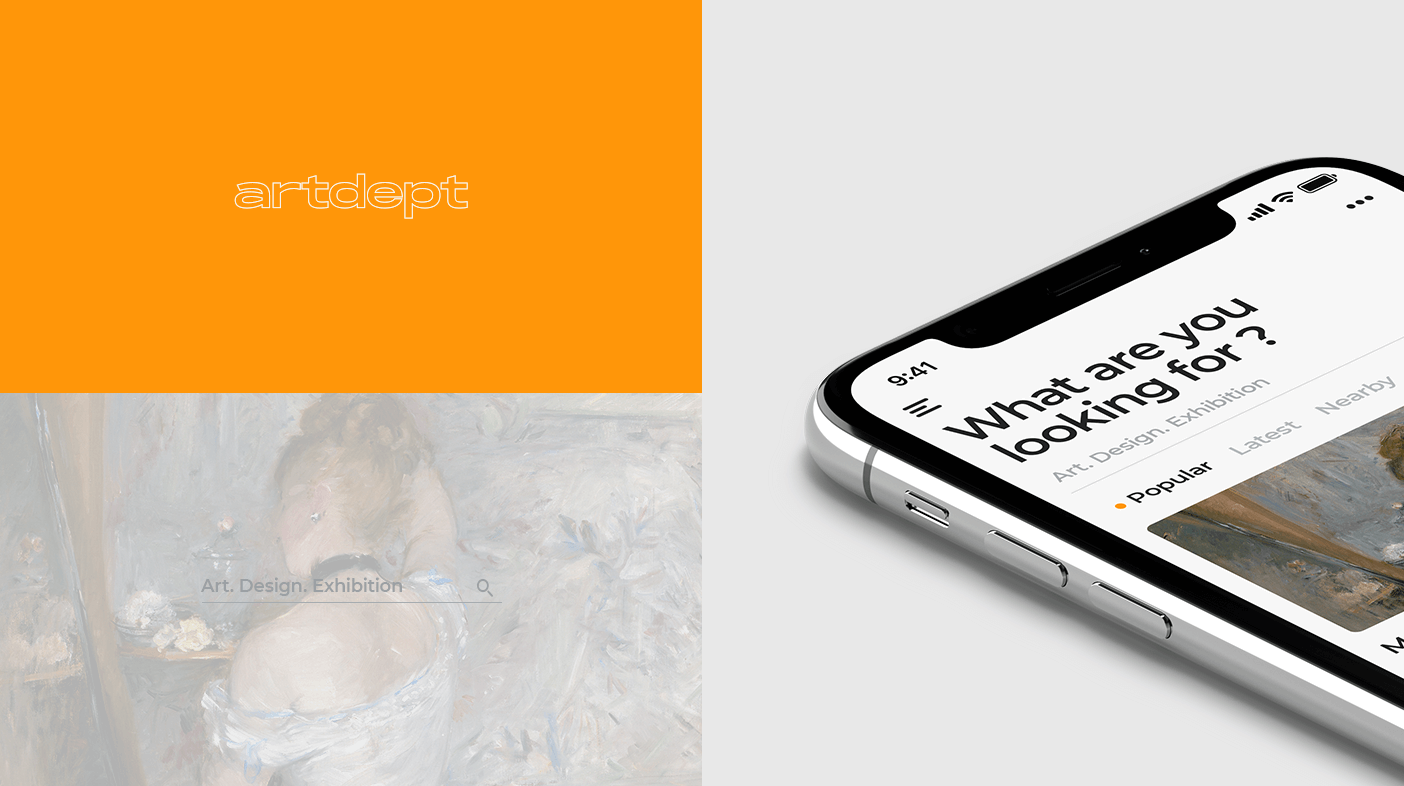 artdept
Art. Design. Exhibition
9:41
What are you
looking for ?
Art. Design. Exhibition
Popular
Latest
Nearby